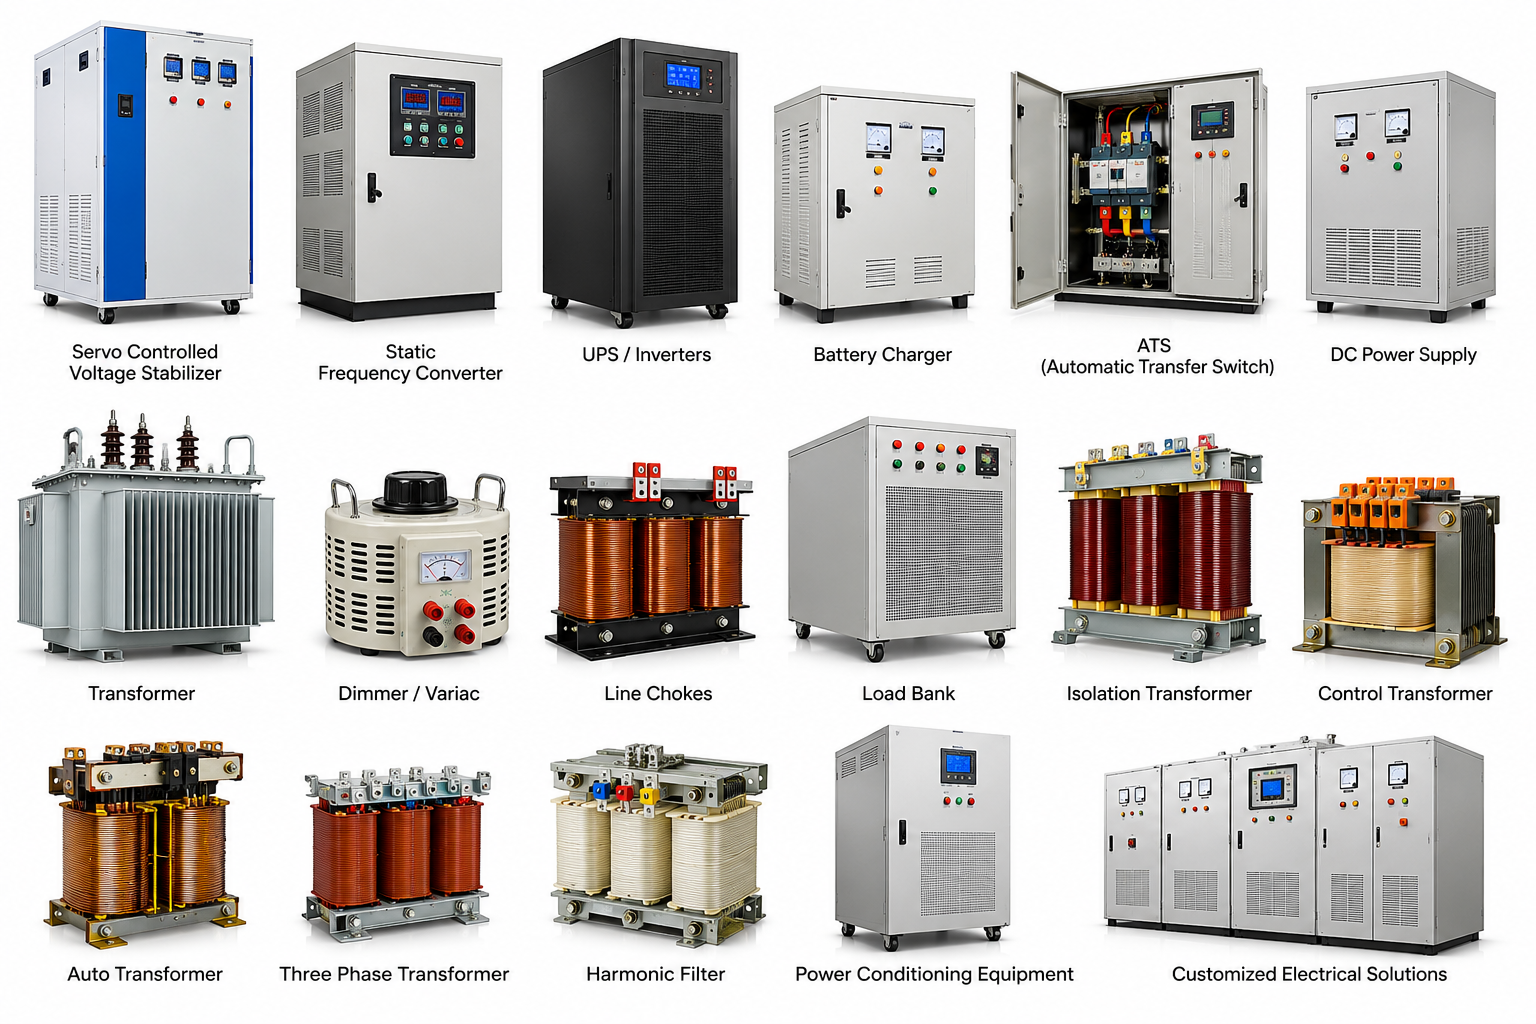 Servo Controlled
Voltage Stabilizer
Static
Frequency Converter
UPS / Inverters
Battery Charger
ATS
(Automatic Transfer Switch)
DC Power Supply
Transformer
Dimmer / Variac
Line Chokes
Load Bank
Isolation Transformer
Control Transformer
Auto Transformer
Three Phase Transformer
Harmonic Filter
Power Conditioning Equipment
Customized Electrical Solutions